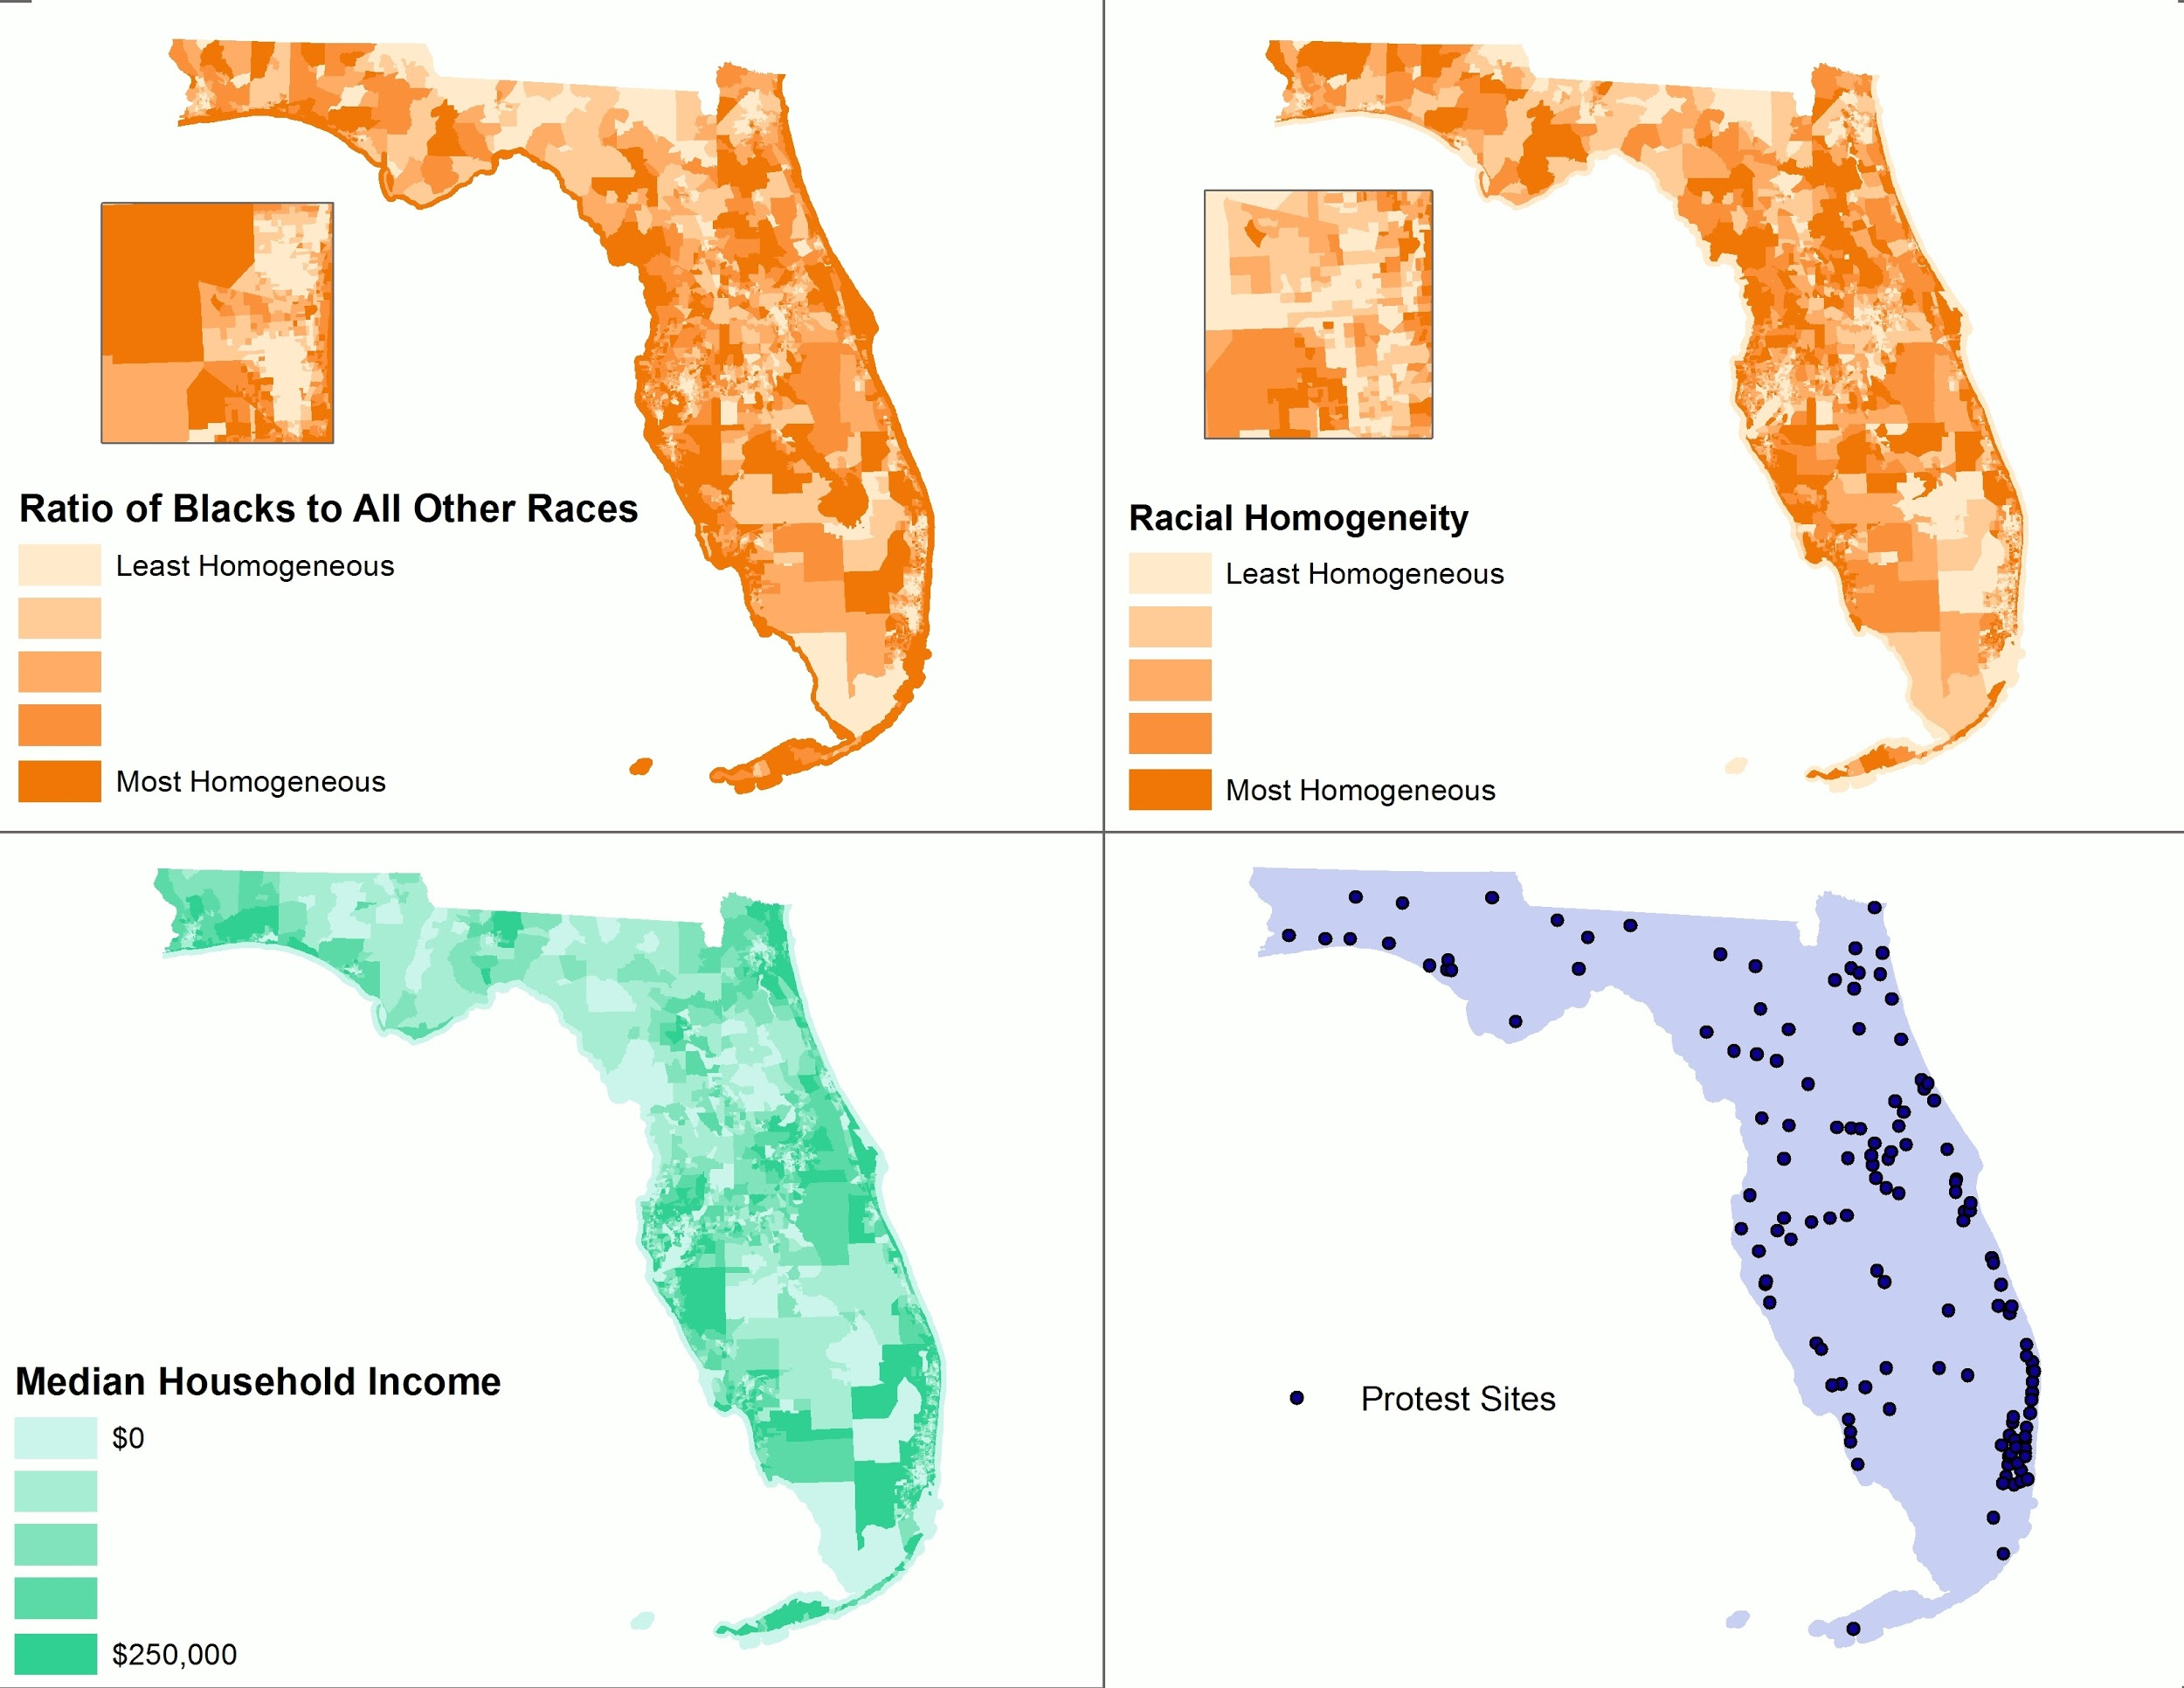 Ratio of Blacks to All Other Races
Least Homogeneous
Most Homogeneous
Racial Homogeneity
Least Homogeneous
Most Homogeneous
Median Household Income
$0
$250,000
Protest Sites